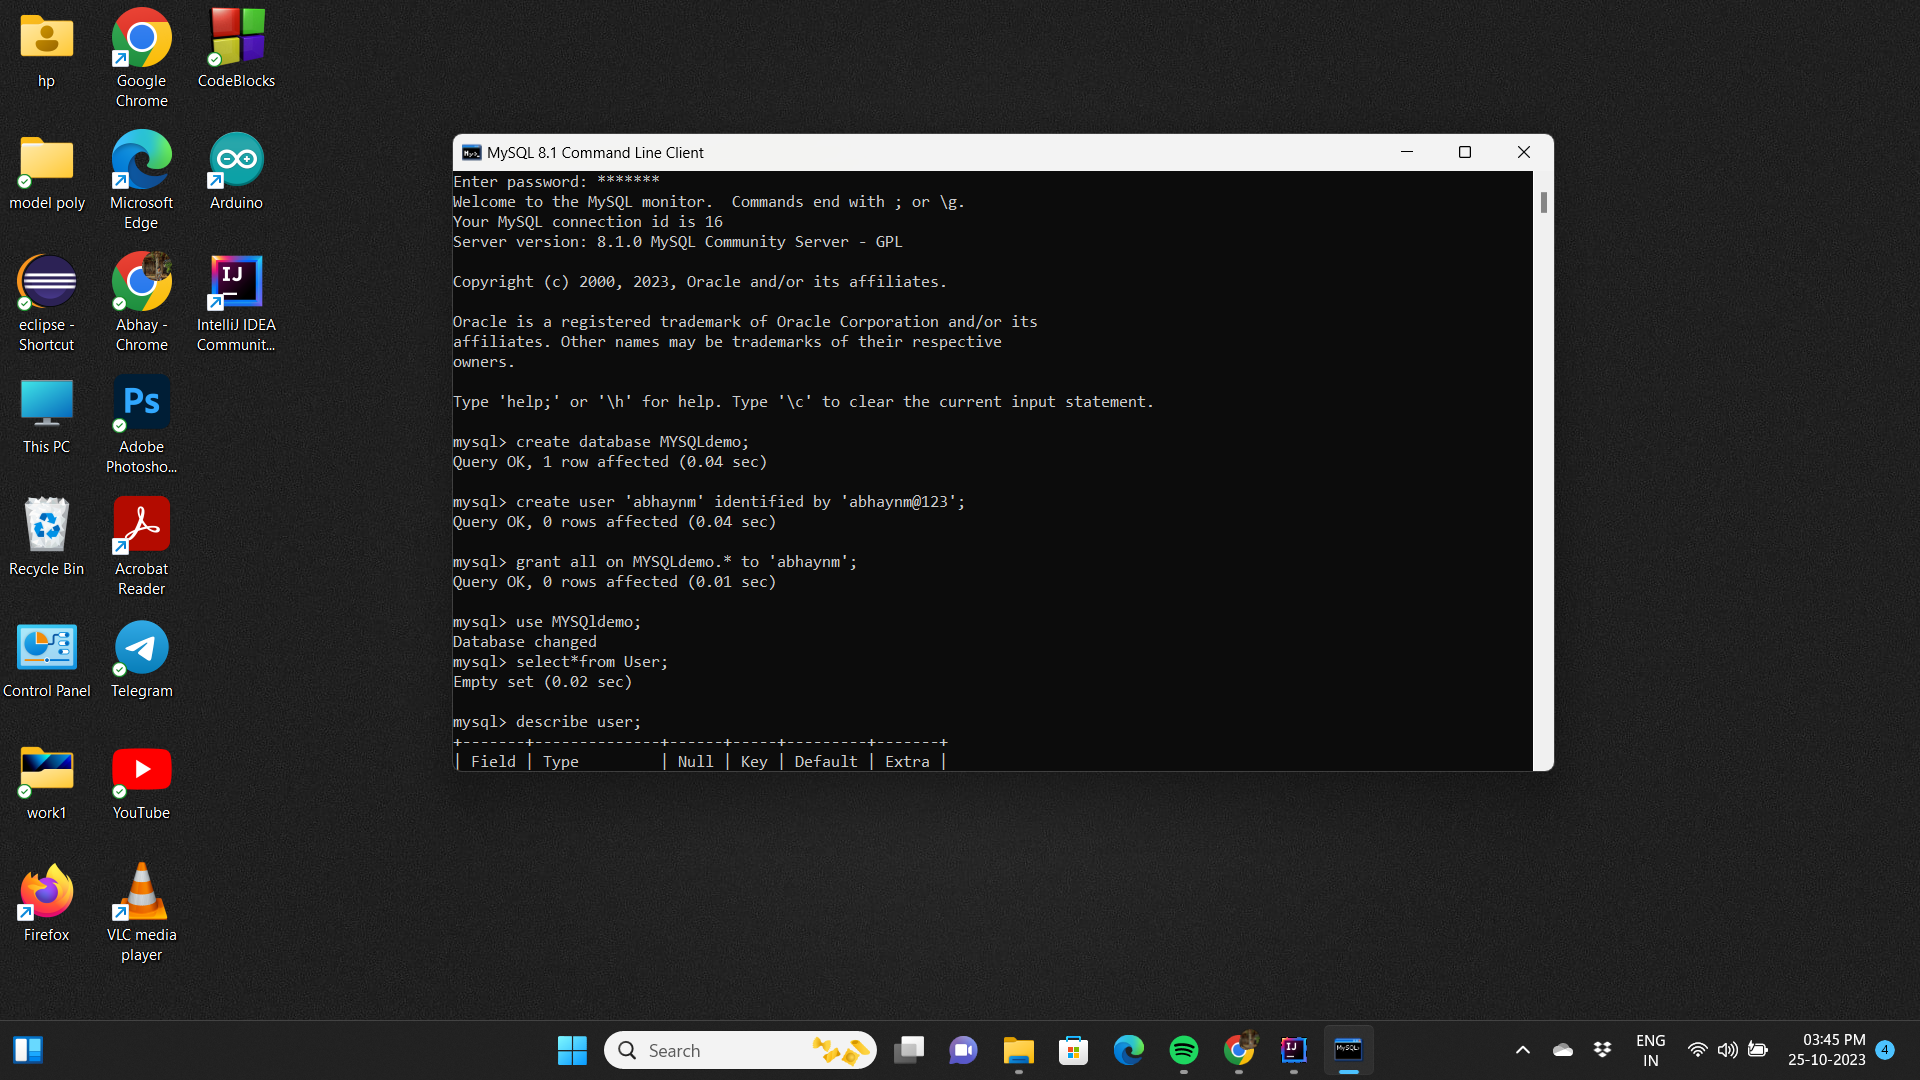 hp
Google
Chrome
CodeBlocks
model poly
Microsoft
Edge
Arduino
eclipse -
Shortcut
Abhay -
Chrome
IntelliJ IDEA
Communit...
This PC
Ps
Adobe
Photosho...
Recycle Bin
Acrobat
Reader
Control Panel
Telegram
work1
YouTube
Firefox
VLC media
player
MySQL 8.1 Command Line Client
Enter password: *******
Welcome to the MySQL monitor.  Commands end with ; or \g.
Your MySQL connection id is 16
Server version: 8.1.0 MySQL Community Server - GPL
Copyright (c) 2000, 2023, Oracle and/or its affiliates.
Oracle is a registered trademark of Oracle Corporation and/or its
affiliates. Other names may be trademarks of their respective
owners.
Type 'help;' or '\h' for help. Type '\c' to clear the current input statement.
mysql> create database MYSQLdemo;
Query OK, 1 row affected (0.04 sec)
mysql> create user 'abhaynm' identified by 'abhaynm@123';
Query OK, 0 rows affected (0.04 sec)
mysql> grant all on MYSQLdemo.* to 'abhaynm';
Query OK, 0 rows affected (0.01 sec)
mysql> use MYSQldemo;
Database changed
mysql> select*from User;
Empty set (0.02 sec)
mysql> describe user;
+-------+--------------+------+-----+---------+-------+
| Field | Type         | Null | Key | Default | Extra |
Search
ENG
IN
03:45 PM
25-10-2023
4